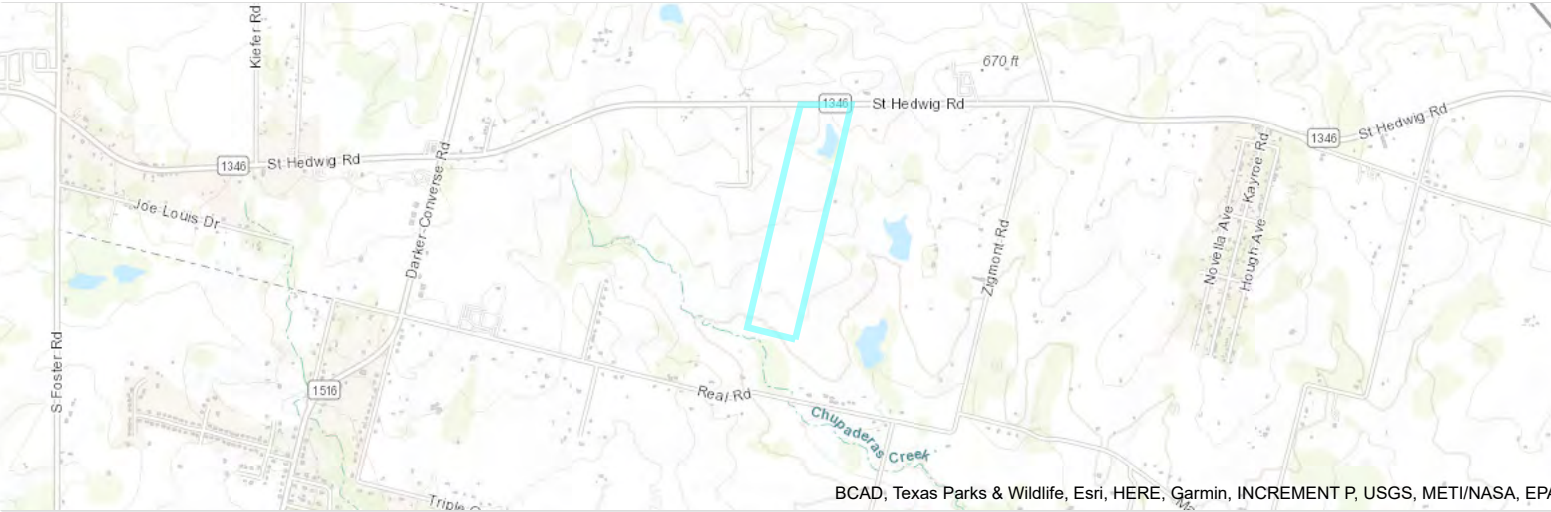 Kiefer Rd
670 ft
1346
St Hedwig Rd
1346
St Hedwig Rd
1346
St Hedwig Rd
Joe Louis Dr
Darker-Converse Rd
Zigmont Rd
Novella Ave
Kayroe Rd
Hough Ave
S Foster Rd
1516
Real Rd
Chupaderas Creek
Triple
BCAD, Texas Parks & Wildlife, Esri, HERE, Garmin, INCREMENT P, USGS, METI/NASA, EPA